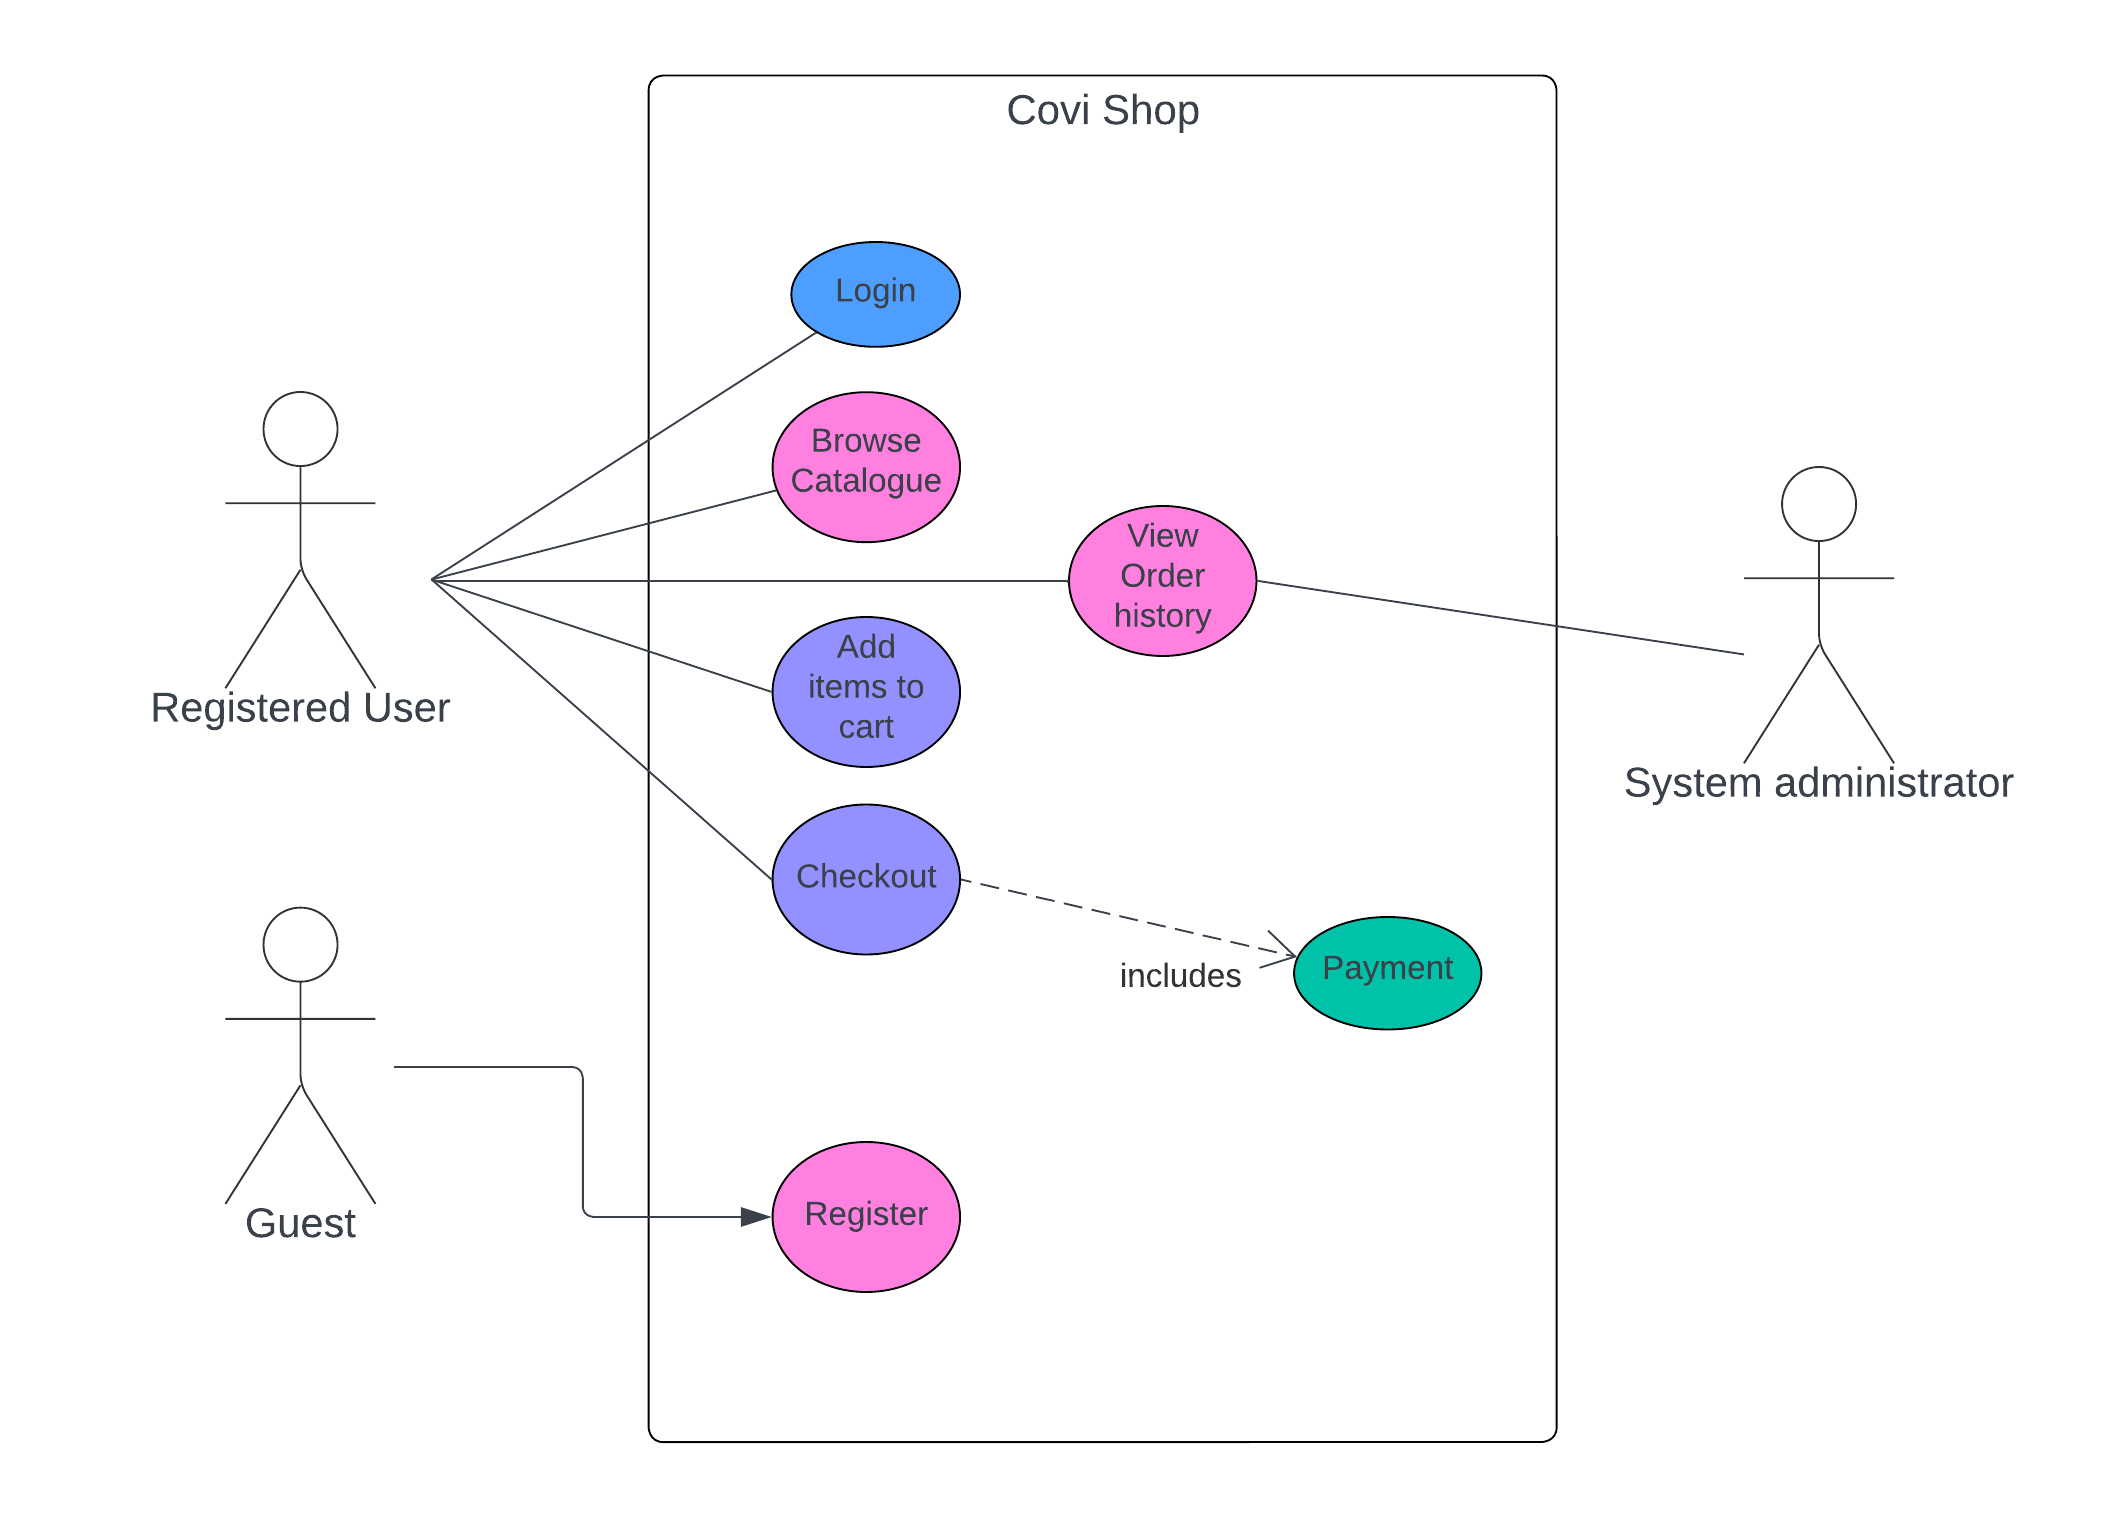 Covi Shop
Login
Browse
Catalogue
View
Order
history
Add
items to
cart
Registered User
System administrator
Checkout
includes
Payment
Register
Guest